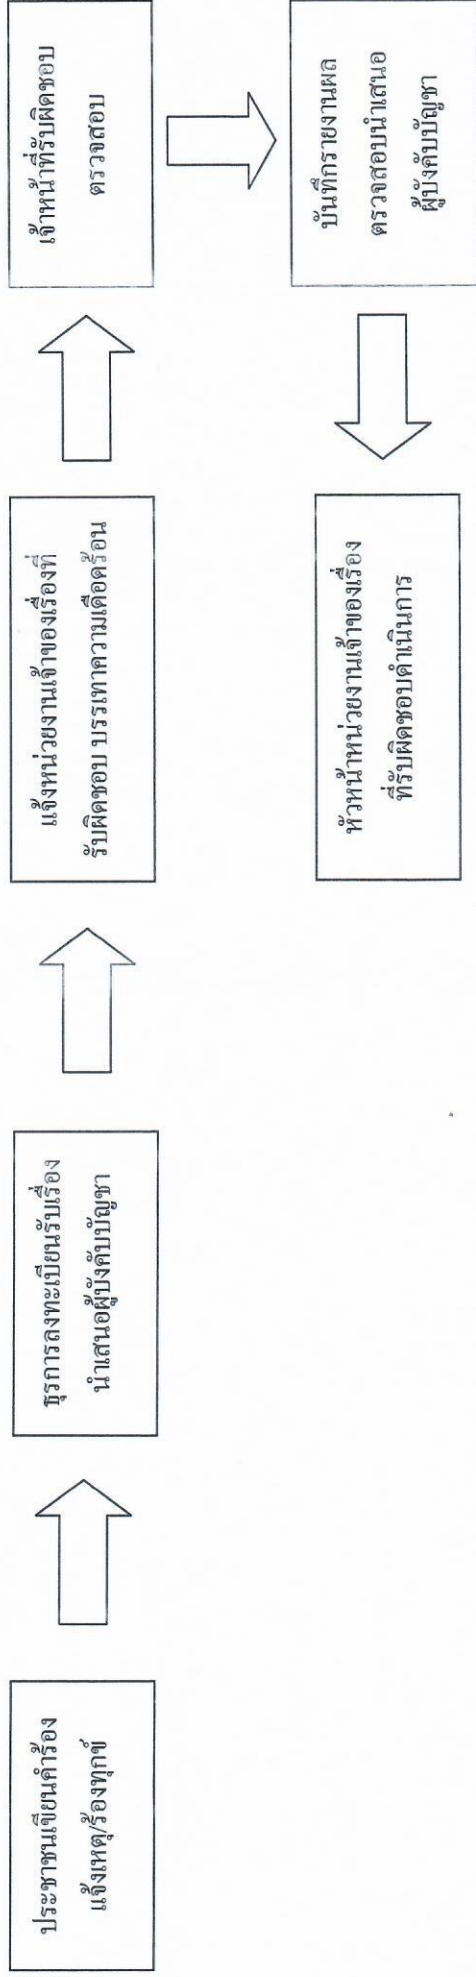 ประชาชนเขียนคำร้อง
แจ้งเหตุ/ร้องทุกข์
ธุรการลงทะเบียนรับเรื่อง
นำเสนอผู้บังคับบัญชา
แจ้งหน่วยงานเจ้าของเรื่องที่
รับผิดชอบ บรรเทาความเดือดร้อน
เจ้าหน้าที่รับผิดชอบ
ตรวจสอบ
บันทึกรายงานผล
ตรวจสอบนำเสนอ
ผู้บังคับบัญชา
หัวหน้าหน่วยงานเจ้าของเรื่อง
ที่รับผิดชอบดำเนินการ